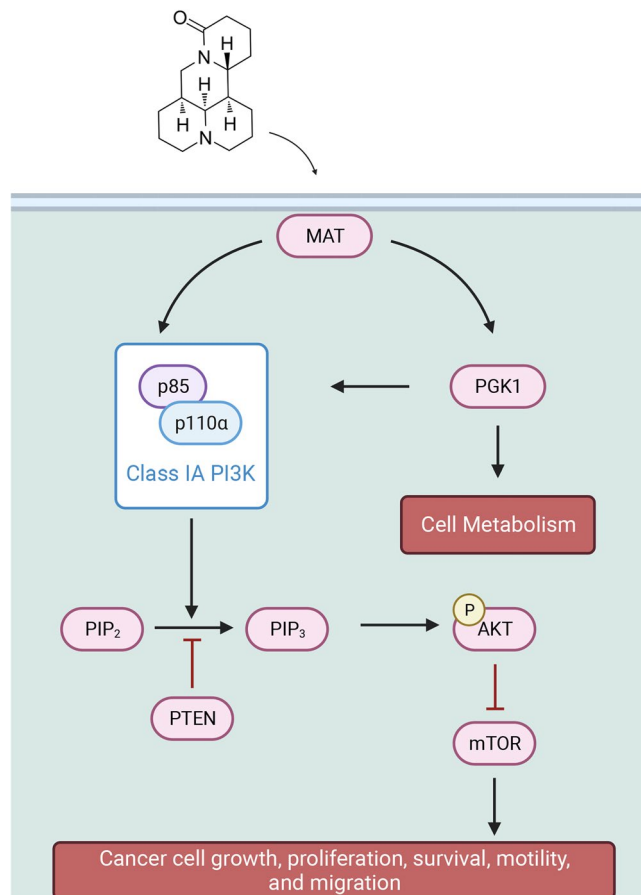 O
H
N
H
H
H
N
MAT
p85
p110α
Class IA PI3K
PGK1
Cell Metabolism
PIP₂
PIP₃
P
AKT
PTEN
mTOR
Cancer cell growth, proliferation, survival, motility,
and migration